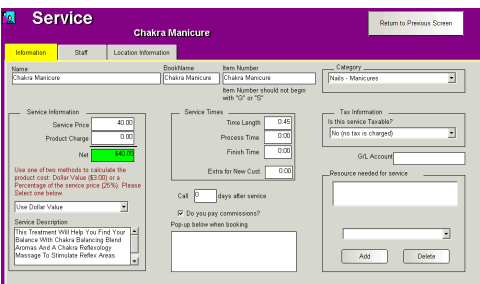 Service
Chakra Manicure
Return to Previous Screen
Information
Staff
Location Information
Name
BookName
Item Number
Chakra Manicure
Chakra Manicure
Chakra Manicure
Item Number should not begin
with "G" or "S"
Category
Nails - Manicures
Service Information
Service Price
40.00
Product Charge
0.00
Net
$40.00
Use one of two methods to calculate the
product cost: Dollar Value ($3.00) or a
Percentage of the service price (25%). Please
Select one below.
Use Dollar Value
Service Description
This Treatment Will Help You Find Your
Balance With Chakra Balancing Blend
Aromas And A Chakra Reflexology
Massage To Stimulate Reflex Areas
Service Times
Time Length
0:45
Process Time
0:00
Finish Time
0:00
Extra for New Cust.
0:00
Call 0 days after service
Do you pay commissions?
Pop-up below when booking
Tax Information
Is this service Taxable?
No (no tax is charged)
G/L Account
Resource needed for service
Add
Delete